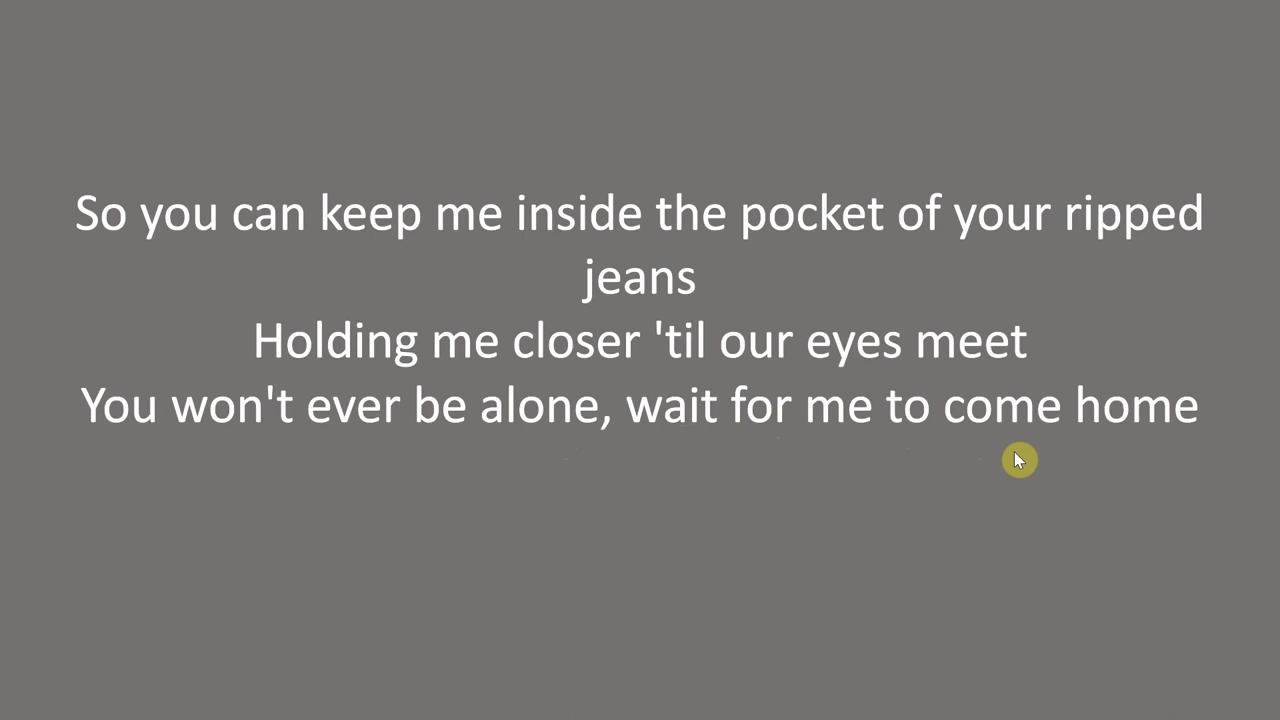 So you can keep me inside the pocket of your ripped
jeans
Holding me closer 'til our eyes meet
You won't ever be alone, wait for me to come home